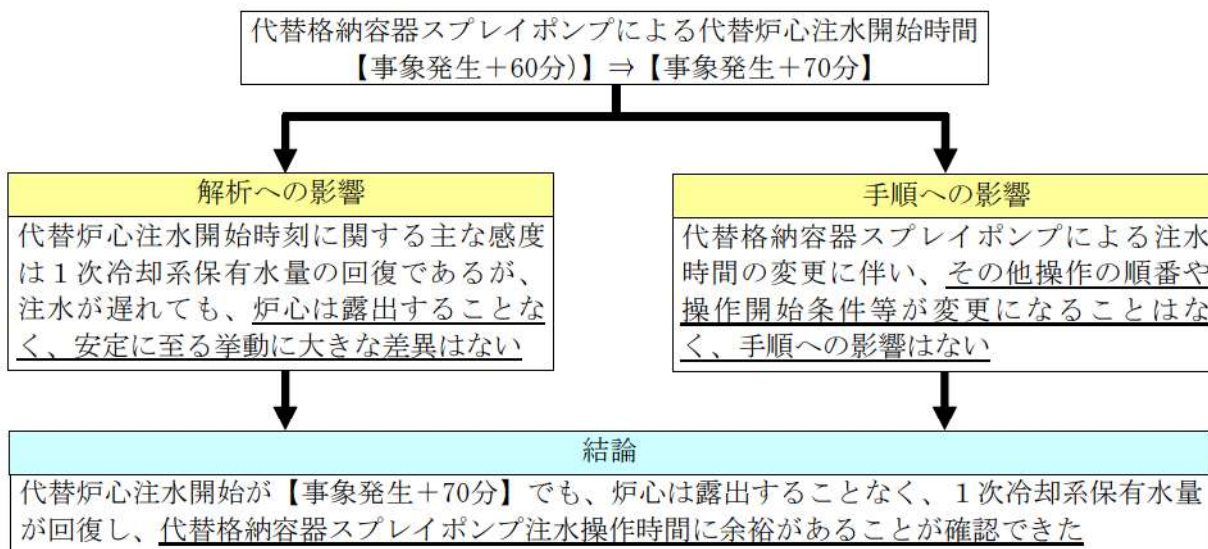 代替格納容器スプレイポンプによる代替炉心注水開始時間
【事象発生+60分)】⇒【事象発生+70分】
解析への影響
代替炉心注水開始時刻に関する主な感度
は1次冷却系保有水量の回復であるが、
注水が遅れても、炉心は露出することな
く、安定に至る挙動に大きな差異はない
手順への影響
代替格納容器スプレイポンプによる注水
時間の変更に伴い、その他操作の順番や
操作開始条件等が変更になることはな
く、手順への影響はない
結論
代替炉心注水開始が【事象発生+70分】でも、炉心は露出することなく、1次冷却系保有水量
が回復し、代替格納容器スプレイポンプ注水操作時間に余裕があることが確認できた